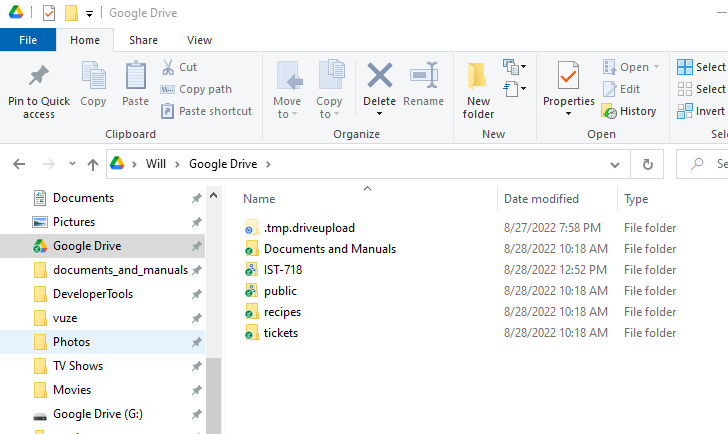 Google Drive
File Home Share View
Pin to Quick access
Copy
Paste
Cut
Copy path
Paste shortcut
Clipboard
Move to
Copy to
Delete
Rename
Organize
New folder
New
Properties
Open
Edit
History
Open
Select
Select
Invert
Sele
Will Google Drive
Se
Documents
Pictures
Google Drive
documents_and_manuals
DeveloperTools
vuze
Photos
TV Shows
Movies
Google Drive (G:)
Name Date modified Type
.tmp.driveupload 8/27/2022 7:58 PM File folder
Documents and Manuals 8/28/2022 10:18 AM File folder
IST-718 8/28/2022 12:52 PM File folder
public 8/28/2022 10:18 AM File folder
recipes 8/28/2022 10:18 AM File folder
tickets 8/28/2022 10:18 AM File folder